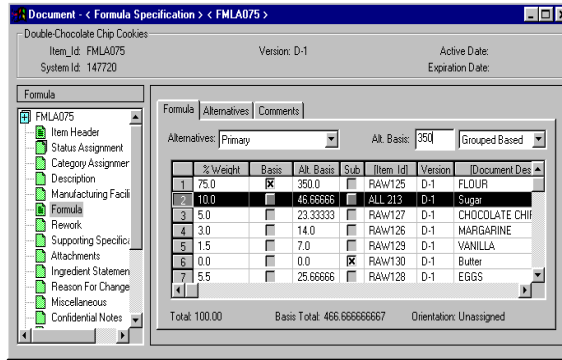 Document - < Formula Specification > < FMLA075 >
Double-Chocolate Chip Cookies
Item_Id: FMLA075 Version: D-1 Active Date:
System Id: 147720 Expiration Date:
Formula
FMLA075
Item Header
Status Assignment
Category Assignmer
Description
Manufacturing Facili
Formula
Rework
Supporting Specifica
Attachments
Ingredient Statemen
Reason For Change
Miscellaneous
Confidential Notes
Formula Alternatives Comments
Alternatives: Primary Alt. Basis: 350 Grouped Based
% Weight Basis Alt. Basis Sub [Item Id] Version [Document Des
1 75.0 350.0 RAW125 D-1 FLOUR
2 10.0 46.66666 ALL 213 D-1 Sugar
3 5.0 23.33333 RAW127 D-1 CHOCOLATE CHIF
4 3.0 14.0 RAW126 D-1 MARGARINE
5 1.5 7.0 RAW129 D-1 VANILLA
6 0.0 0.0 RAW130 D-1 Butter
7 5.5 25.66666 RAW128 D-1 EGGS
Total: 100.00 Basis Total: 466.666666667 Orientation: Unassigned